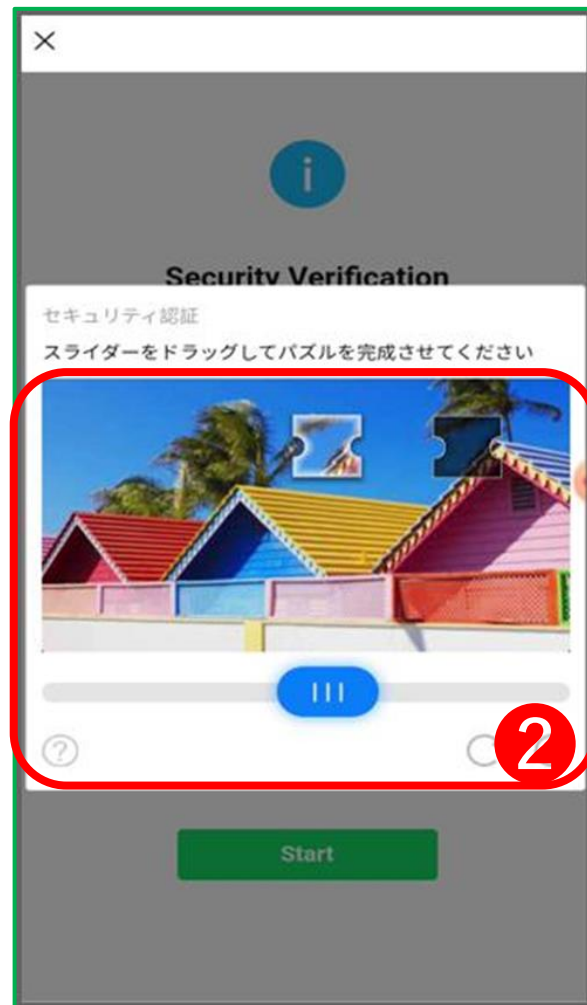 Security Verification
セキュリティ認証
スライダーをドラッグしてパズルを完成させてください
2
Start